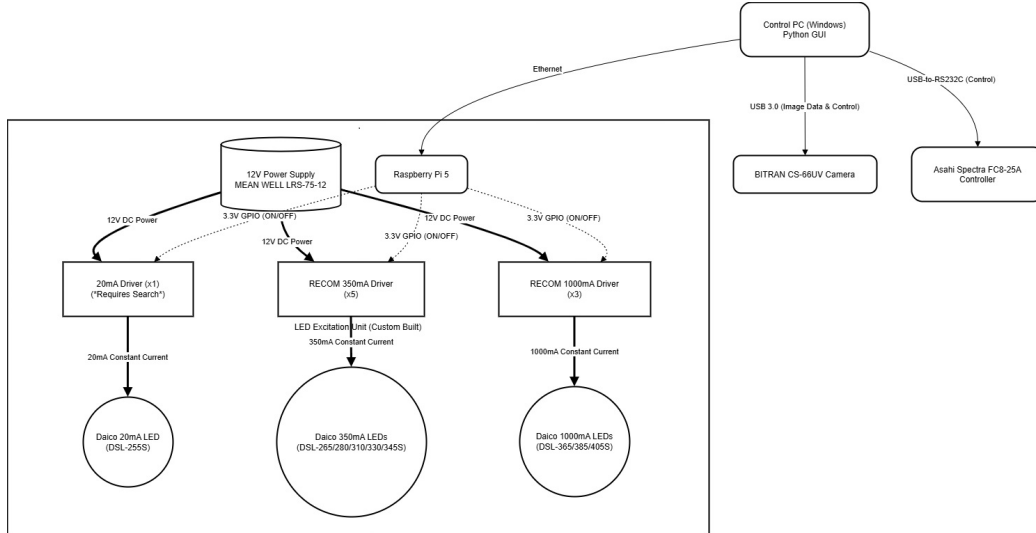 Control PC (Windows)
Python GUI
Ethernet
USB-to-RS232C (Control)
USB 3.0 (Image Data & Control)
12V Power Supply
MEAN WELL LRS-75-12
Raspberry Pi 5
BITRAN CS-66UV Camera
Asahi Spectra FC8-25A
Controller
12V DC Power
3.3V GPIO (ON/OFF)
12V DC Power
3.3V GPIO (ON/OFF)
12V DC Power
3.3V GPIO (ON/OFF)
20mA Driver (x1)
(*Requires Search*)
RECOM 350mA Driver
(x5)
RECOM 1000mA Driver
(x3)
LED Excitation Unit (Custom Built)
20mA Constant Current
350mA Constant Current
1000mA Constant Current
Daico 20mA LED
(DSL-255S)
Daico 350mA LEDs
(DSL-265/280/310/330/345S)
Daico 1000mA LEDs
(DSL-365/385/405S)